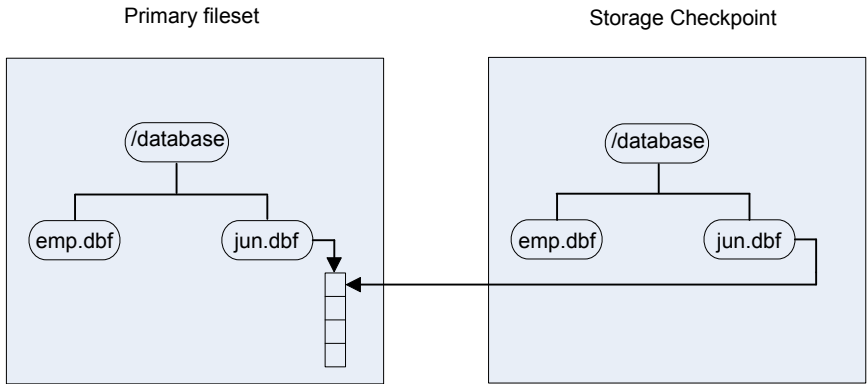 Primary fileset
Storage Checkpoint
/database
/database
emp.dbf
jun.dbf
emp.dbf
jun.dbf